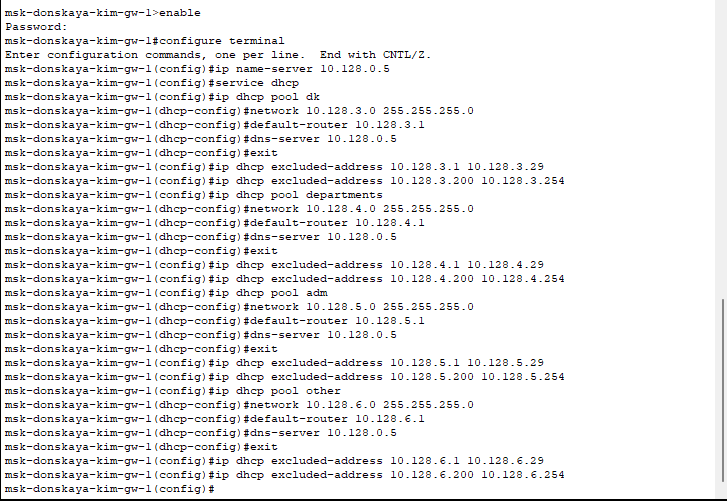 msk-donskaya-kim-gw-1>enable
Password:
msk-donskaya-kim-gw-1#configure terminal
Enter configuration commands, one per line.  End with CNTL/Z.
msk-donskaya-kim-gw-1(config)#ip name-server 10.128.0.5
msk-donskaya-kim-gw-1(config)#service dhcp
msk-donskaya-kim-gw-1(config)#ip dhcp pool dk
msk-donskaya-kim-gw-1(dhcp-config)#network 10.128.3.0 255.255.255.0
msk-donskaya-kim-gw-1(dhcp-config)#default-router 10.128.3.1
msk-donskaya-kim-gw-1(dhcp-config)#dns-server 10.128.0.5
msk-donskaya-kim-gw-1(dhcp-config)#exit
msk-donskaya-kim-gw-1(config)#ip dhcp excluded-address 10.128.3.1 10.128.3.29
msk-donskaya-kim-gw-1(config)#ip dhcp excluded-address 10.128.3.200 10.128.3.254
msk-donskaya-kim-gw-1(config)#ip dhcp pool departments
msk-donskaya-kim-gw-1(dhcp-config)#network 10.128.4.0 255.255.255.0
msk-donskaya-kim-gw-1(dhcp-config)#default-router 10.128.4.1
msk-donskaya-kim-gw-1(dhcp-config)#dns-server 10.128.0.5
msk-donskaya-kim-gw-1(dhcp-config)#exit
msk-donskaya-kim-gw-1(config)#ip dhcp excluded-address 10.128.4.1 10.128.4.29
msk-donskaya-kim-gw-1(config)#ip dhcp excluded-address 10.128.4.200 10.128.4.254
msk-donskaya-kim-gw-1(config)#ip dhcp pool adm
msk-donskaya-kim-gw-1(dhcp-config)#network 10.128.5.0 255.255.255.0
msk-donskaya-kim-gw-1(dhcp-config)#default-router 10.128.5.1
msk-donskaya-kim-gw-1(dhcp-config)#dns-server 10.128.0.5
msk-donskaya-kim-gw-1(dhcp-config)#exit
msk-donskaya-kim-gw-1(config)#ip dhcp excluded-address 10.128.5.1 10.128.5.29
msk-donskaya-kim-gw-1(config)#ip dhcp excluded-address 10.128.5.200 10.128.5.254
msk-donskaya-kim-gw-1(config)#ip dhcp pool other
msk-donskaya-kim-gw-1(dhcp-config)#network 10.128.6.0 255.255.255.0
msk-donskaya-kim-gw-1(dhcp-config)#default-router 10.128.6.1
msk-donskaya-kim-gw-1(dhcp-config)#dns-server 10.128.0.5
msk-donskaya-kim-gw-1(dhcp-config)#exit
msk-donskaya-kim-gw-1(config)#ip dhcp excluded-address 10.128.6.1 10.128.6.29
msk-donskaya-kim-gw-1(config)#ip dhcp excluded-address 10.128.6.200 10.128.6.254
msk-donskaya-kim-gw-1(config)#